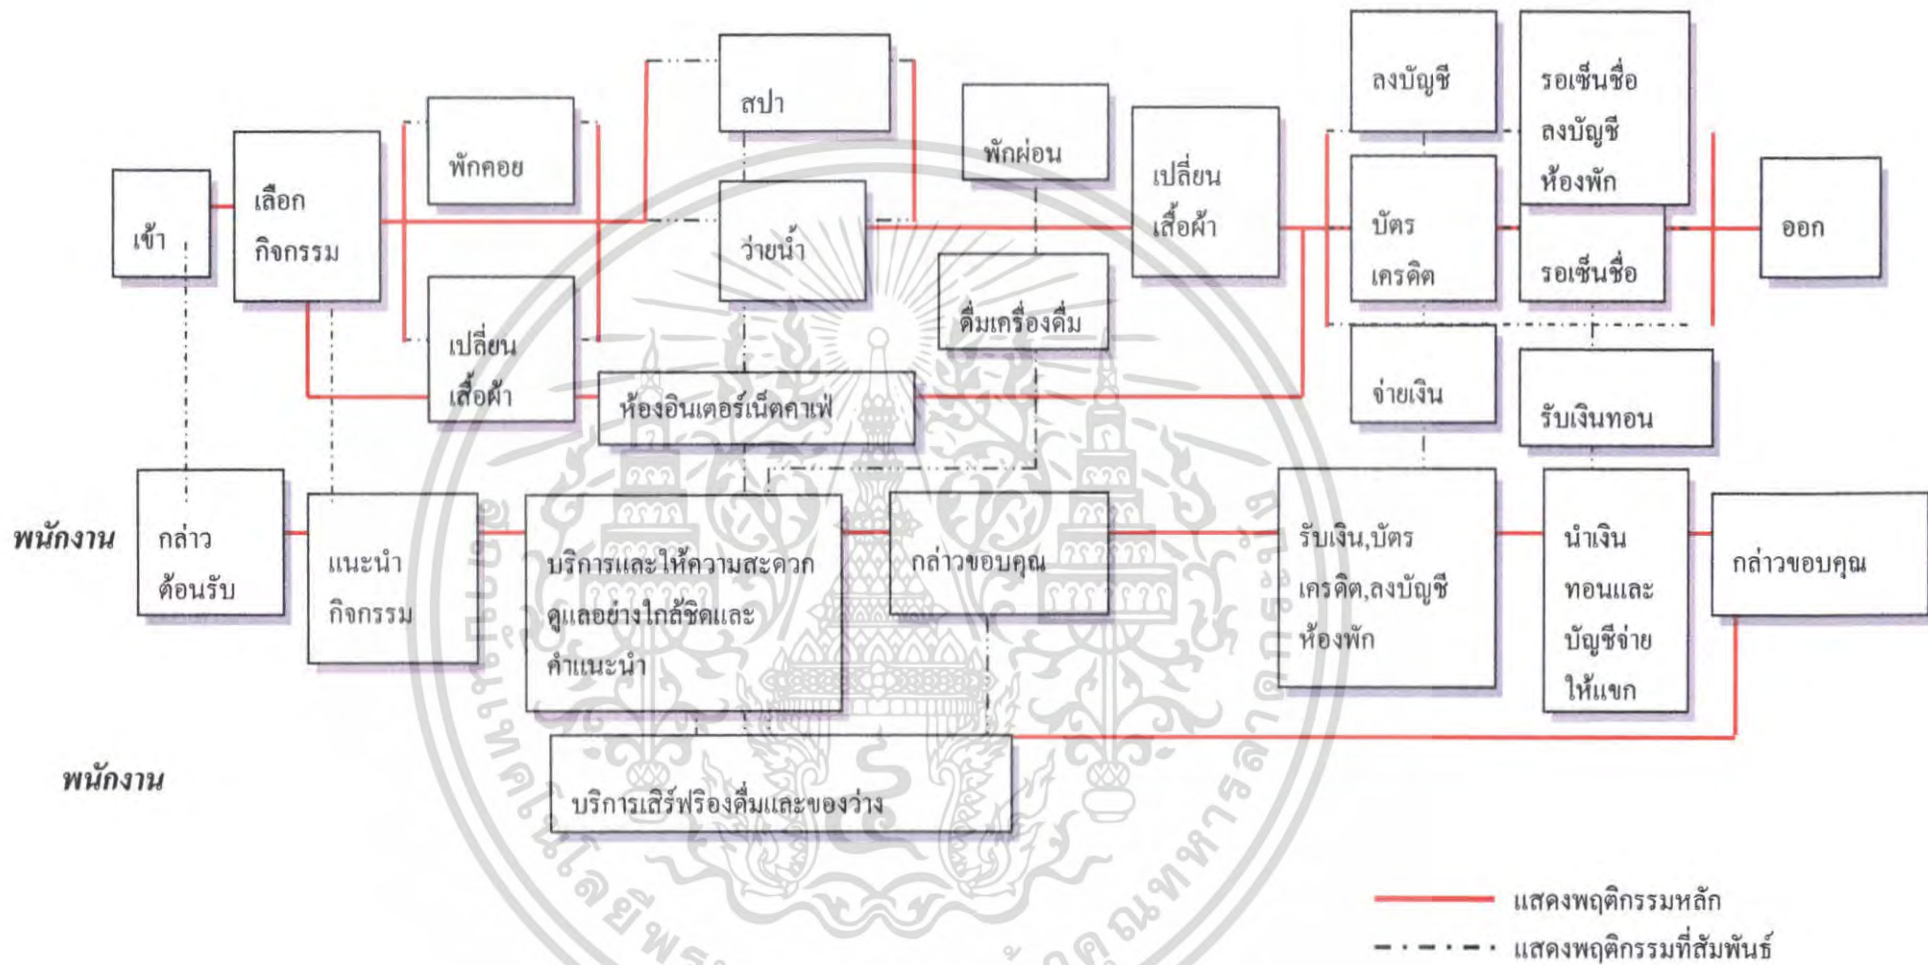 เข้า
เลือก
กิจกรรม
พักคอย
เปลี่ยน
เสื้อผ้า
สปา
ว่ายน้ำ
ห้องอินเตอร์เน็ตคาเฟ่
พักผ่อน
ดื่มเครื่องดื่ม
เปลี่ยน
เสื้อผ้า
ลงบัญชี
บัตร
เครดิต
จ่ายเงิน
รอเซ็นชื่อ
ลงบัญชี
ห้องพัก
รอเซ็นชื่อ
รับเงินทอน
ออก
พนักงาน
กล่าว
ต้อนรับ
แนะนำ
กิจกรรม
บริการและให้ความสะดวก
ดูแลอย่างใกล้ชิดและ
คำแนะนำ
กล่าวขอบคุณ
รับเงิน,บัตร
เครดิต,ลงบัญชี
ห้องพัก
นำเงิน
ทอนและ
บัญชีจ่าย
ให้แขก
กล่าวขอบคุณ
พนักงาน
บริการเสิร์ฟริองดื่มและของว่าง
แสดงพฤติกรรมหลัก
แสดงพฤติกรรมที่สัมพันธ์